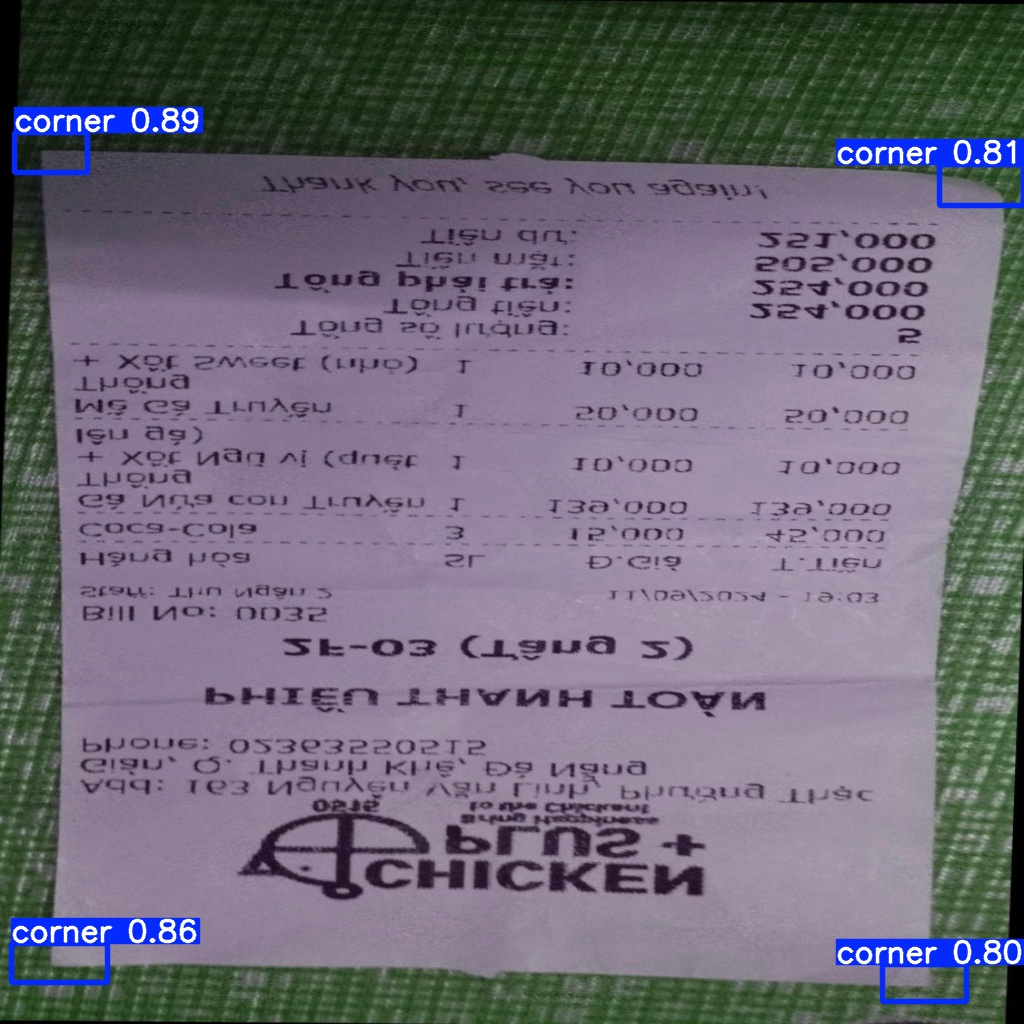 CHICKEN
PLUS +
Bring Happiness
to the Chicken!
0515
Add: 163 Nguyễn Văn Linh, Phường Thạc
Gián, Q. Thanh Khê, Đà Nẵng
Phone: 02363550515
PHIẾU THANH TOÁN
2F-03 (Tầng 2)
Bill No: 0035
Staff: Thu Ngân 2 11/09/2024 - 19:03
Hàng hóa SL Đ.Giá T.Tiền
Coca-Cola 3 15,000 45,000
Gà Nửa con Truyền 1 139,000 139,000
Thống
+ Xốt Ngũ vị (quét 1 10,000 10,000
lên gà)
Mề Gà Truyền 1 50,000 50,000
Thống
+ Xốt Sweet (nhỏ) 1 10,000 10,000
Tổng số lượng: 5
Tổng tiền: 254,000
Tổng phải trả: 254,000
Tiền mặt: 505,000
Tiền dư: 251,000
Thank you, see you again!
corner 0.89
corner 0.81
corner 0.86
corner 0.80